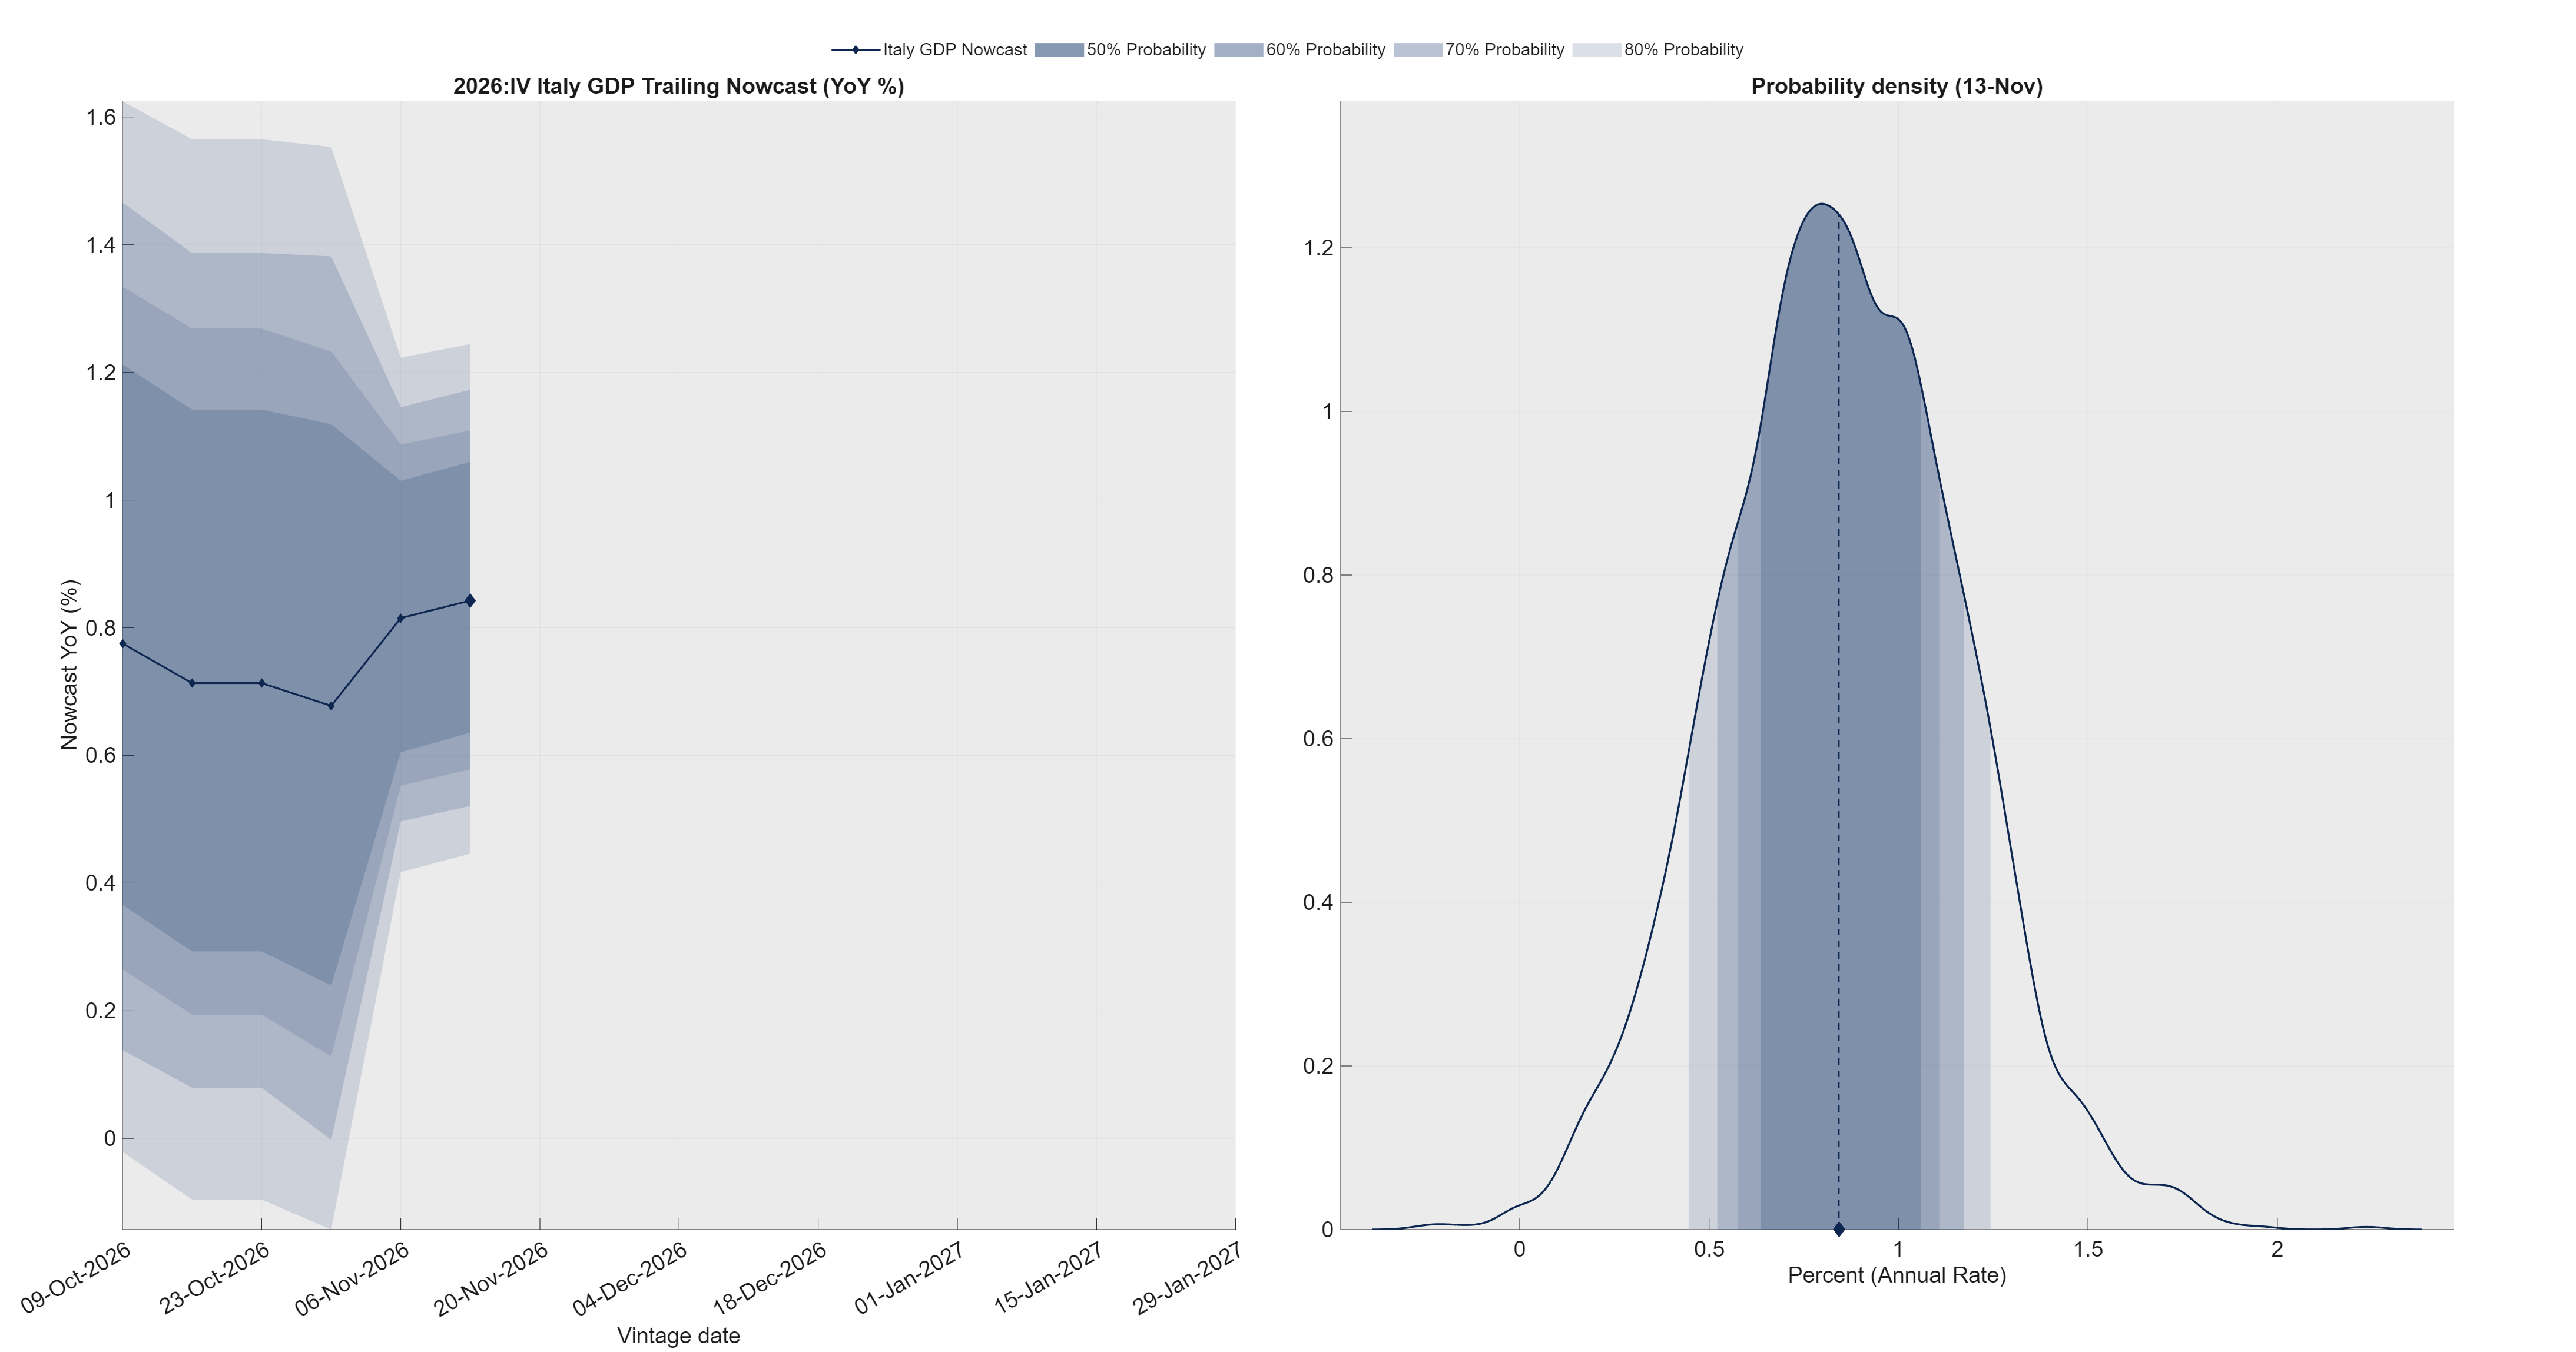 Italy GDP Nowcast 50% Probability 60% Probability 70% Probability 80% Probability
2026:IV Italy GDP Trailing Nowcast (YoY %)
1.6
1.4
1.2
1
0.8
0.6
0.4
0.2
0
Nowcast YoY (%)
09-Oct-2026 23-Oct-2026 06-Nov-2026 20-Nov-2026 04-Dec-2026 18-Dec-2026 01-Jan-2027 15-Jan-2027 29-Jan-2027
Vintage date
Probability density (13-Nov)
1.2
1
0.8
0.6
0.4
0.2
0
0 0.5 1 1.5 2
Percent (Annual Rate)